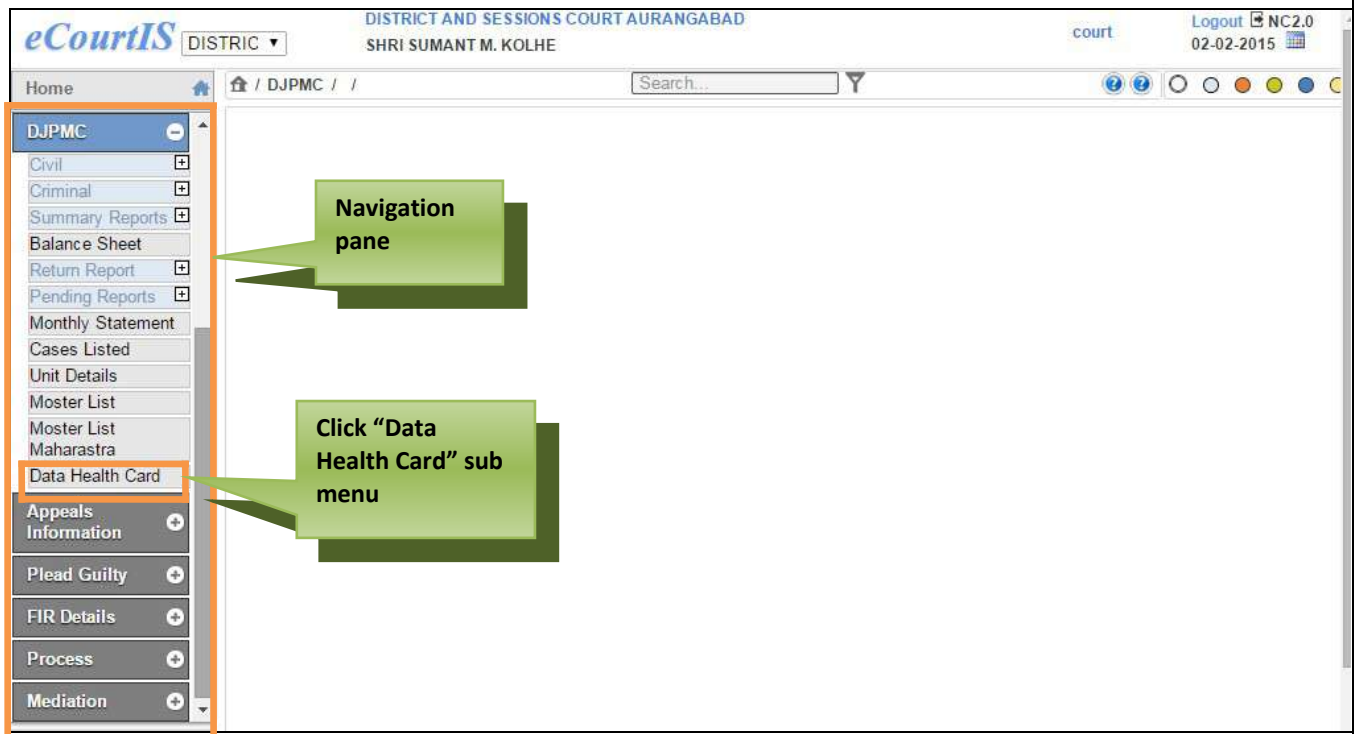 eCourtIS DISTRIC
DISTRICT AND SESSIONS COURT AURANGABAD
SHRI SUMANT M. KOLHE
court
Logout NC2.0
02-02-2015
Home
/ DJPMC / /
Search...
DJPMC
Civil
Criminal
Summary Reports
Balance Sheet
Return Report
Pending Reports
Monthly Statement
Cases Listed
Unit Details
Moster List
Moster List
Maharastra
Data Health Card
Appeals
Information
Plead Guilty
FIR Details
Process
Mediation
Navigation
pane
Click “Data
Health Card” sub
menu